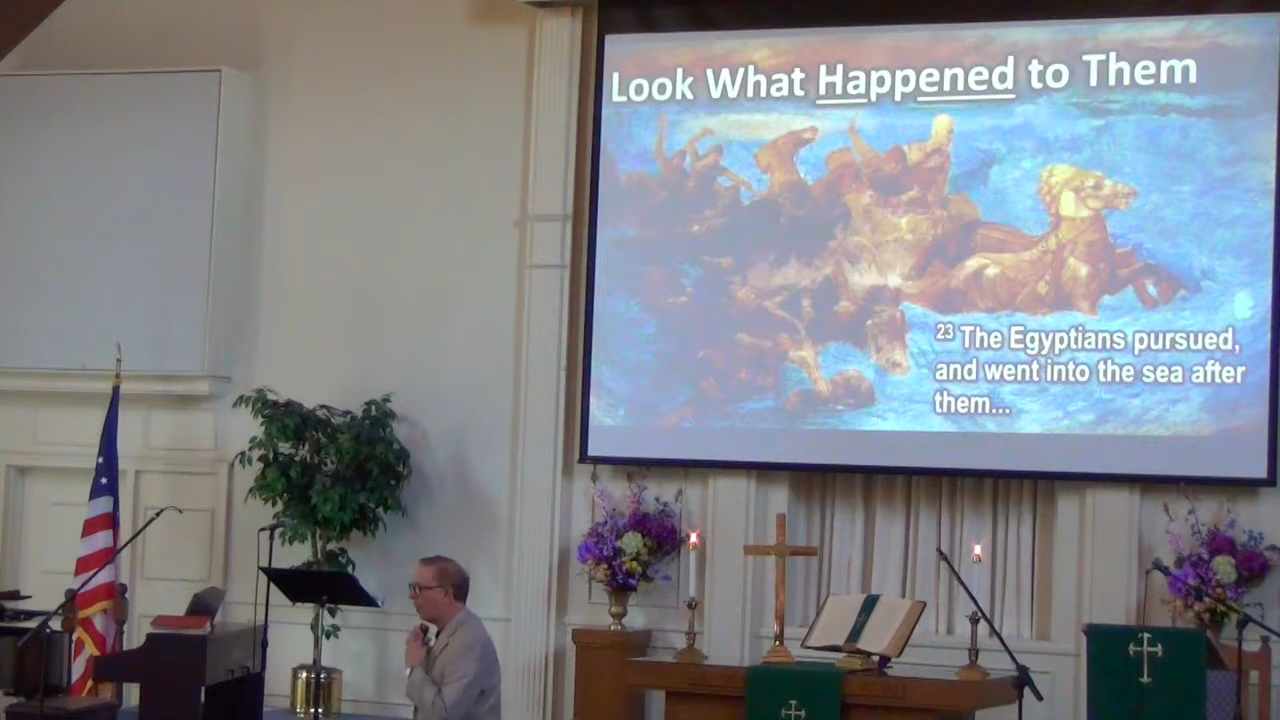 Look What Happened to Them
23 The Egyptians pursued,
and went into the sea after
them...